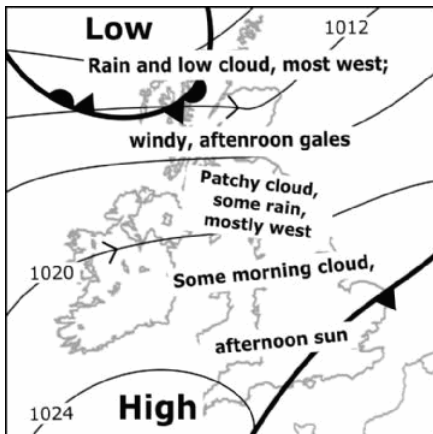 Low
1012
Rain and low cloud, most west;
windy, aftenroon gales
Patchy cloud,
some rain,
mostly west
1020
Some morning cloud,
afternoon sun
1024
High